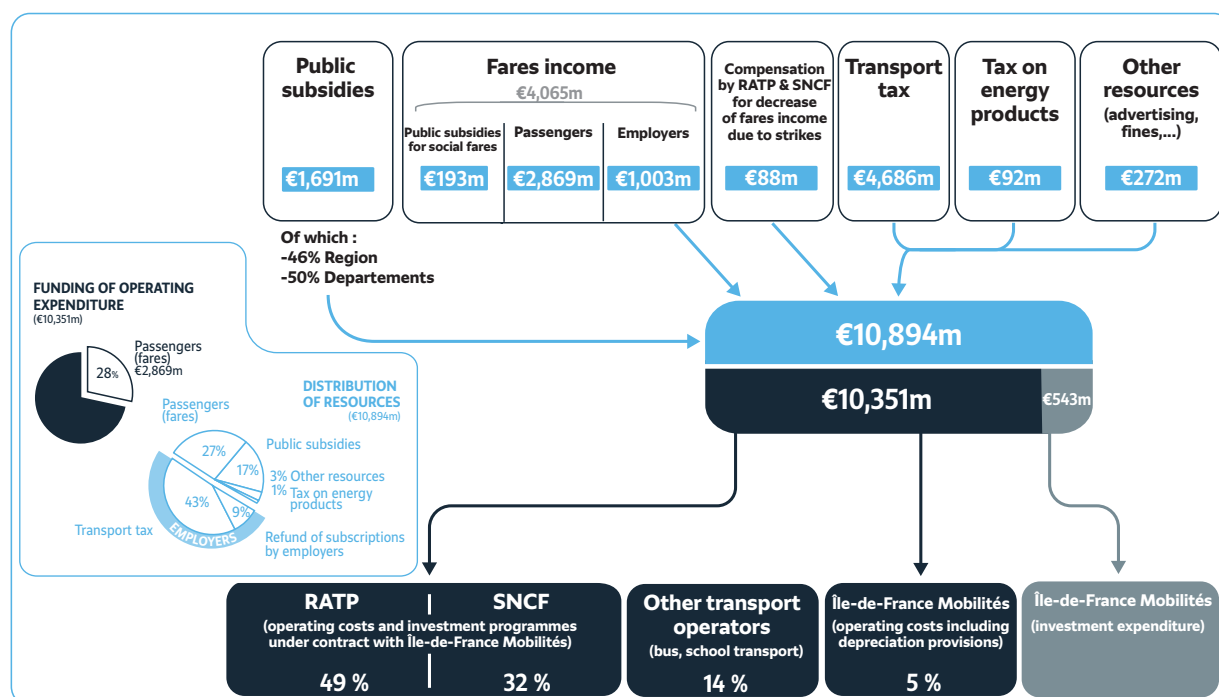 Public
subsidies
€1,691m
Fares income
€4,065m
Public subsidies
for social fares
€193m
Passengers
€2,869m
Employers
€1,003m
Compensation
by RATP & SNCF
for decrease
of fares income
due to strikes
€88m
Transport
tax
€4,686m
Tax on
energy
products
€92m
Other
resources
(advertising,
fines,...)
€272m
Of which :
-46% Region
-50% Departements
FUNDING OF OPERATING
EXPENDITURE
(€10,351m)
Passengers
(fares)
€2,869m
28%
DISTRIBUTION
OF RESOURCES
(€10,894m)
Passengers
(fares)
27%
Public subsidies
17%
3% Other resources
1% Tax on energy
products
43%
9%
Transport tax
EMPLOYERS
Refund of subscriptions
by employers
€10,894m
€10,351m
€543m
RATP
SNCF
(operating costs and investment programmes
under contract with Île-de-France Mobilités)
49 %
32 %
Other transport
operators
(bus, school transport)
14 %
Île-de-France Mobilités
(operating costs including
depreciation provisions)
5 %
Île-de-France Mobilités
(investment expenditure)